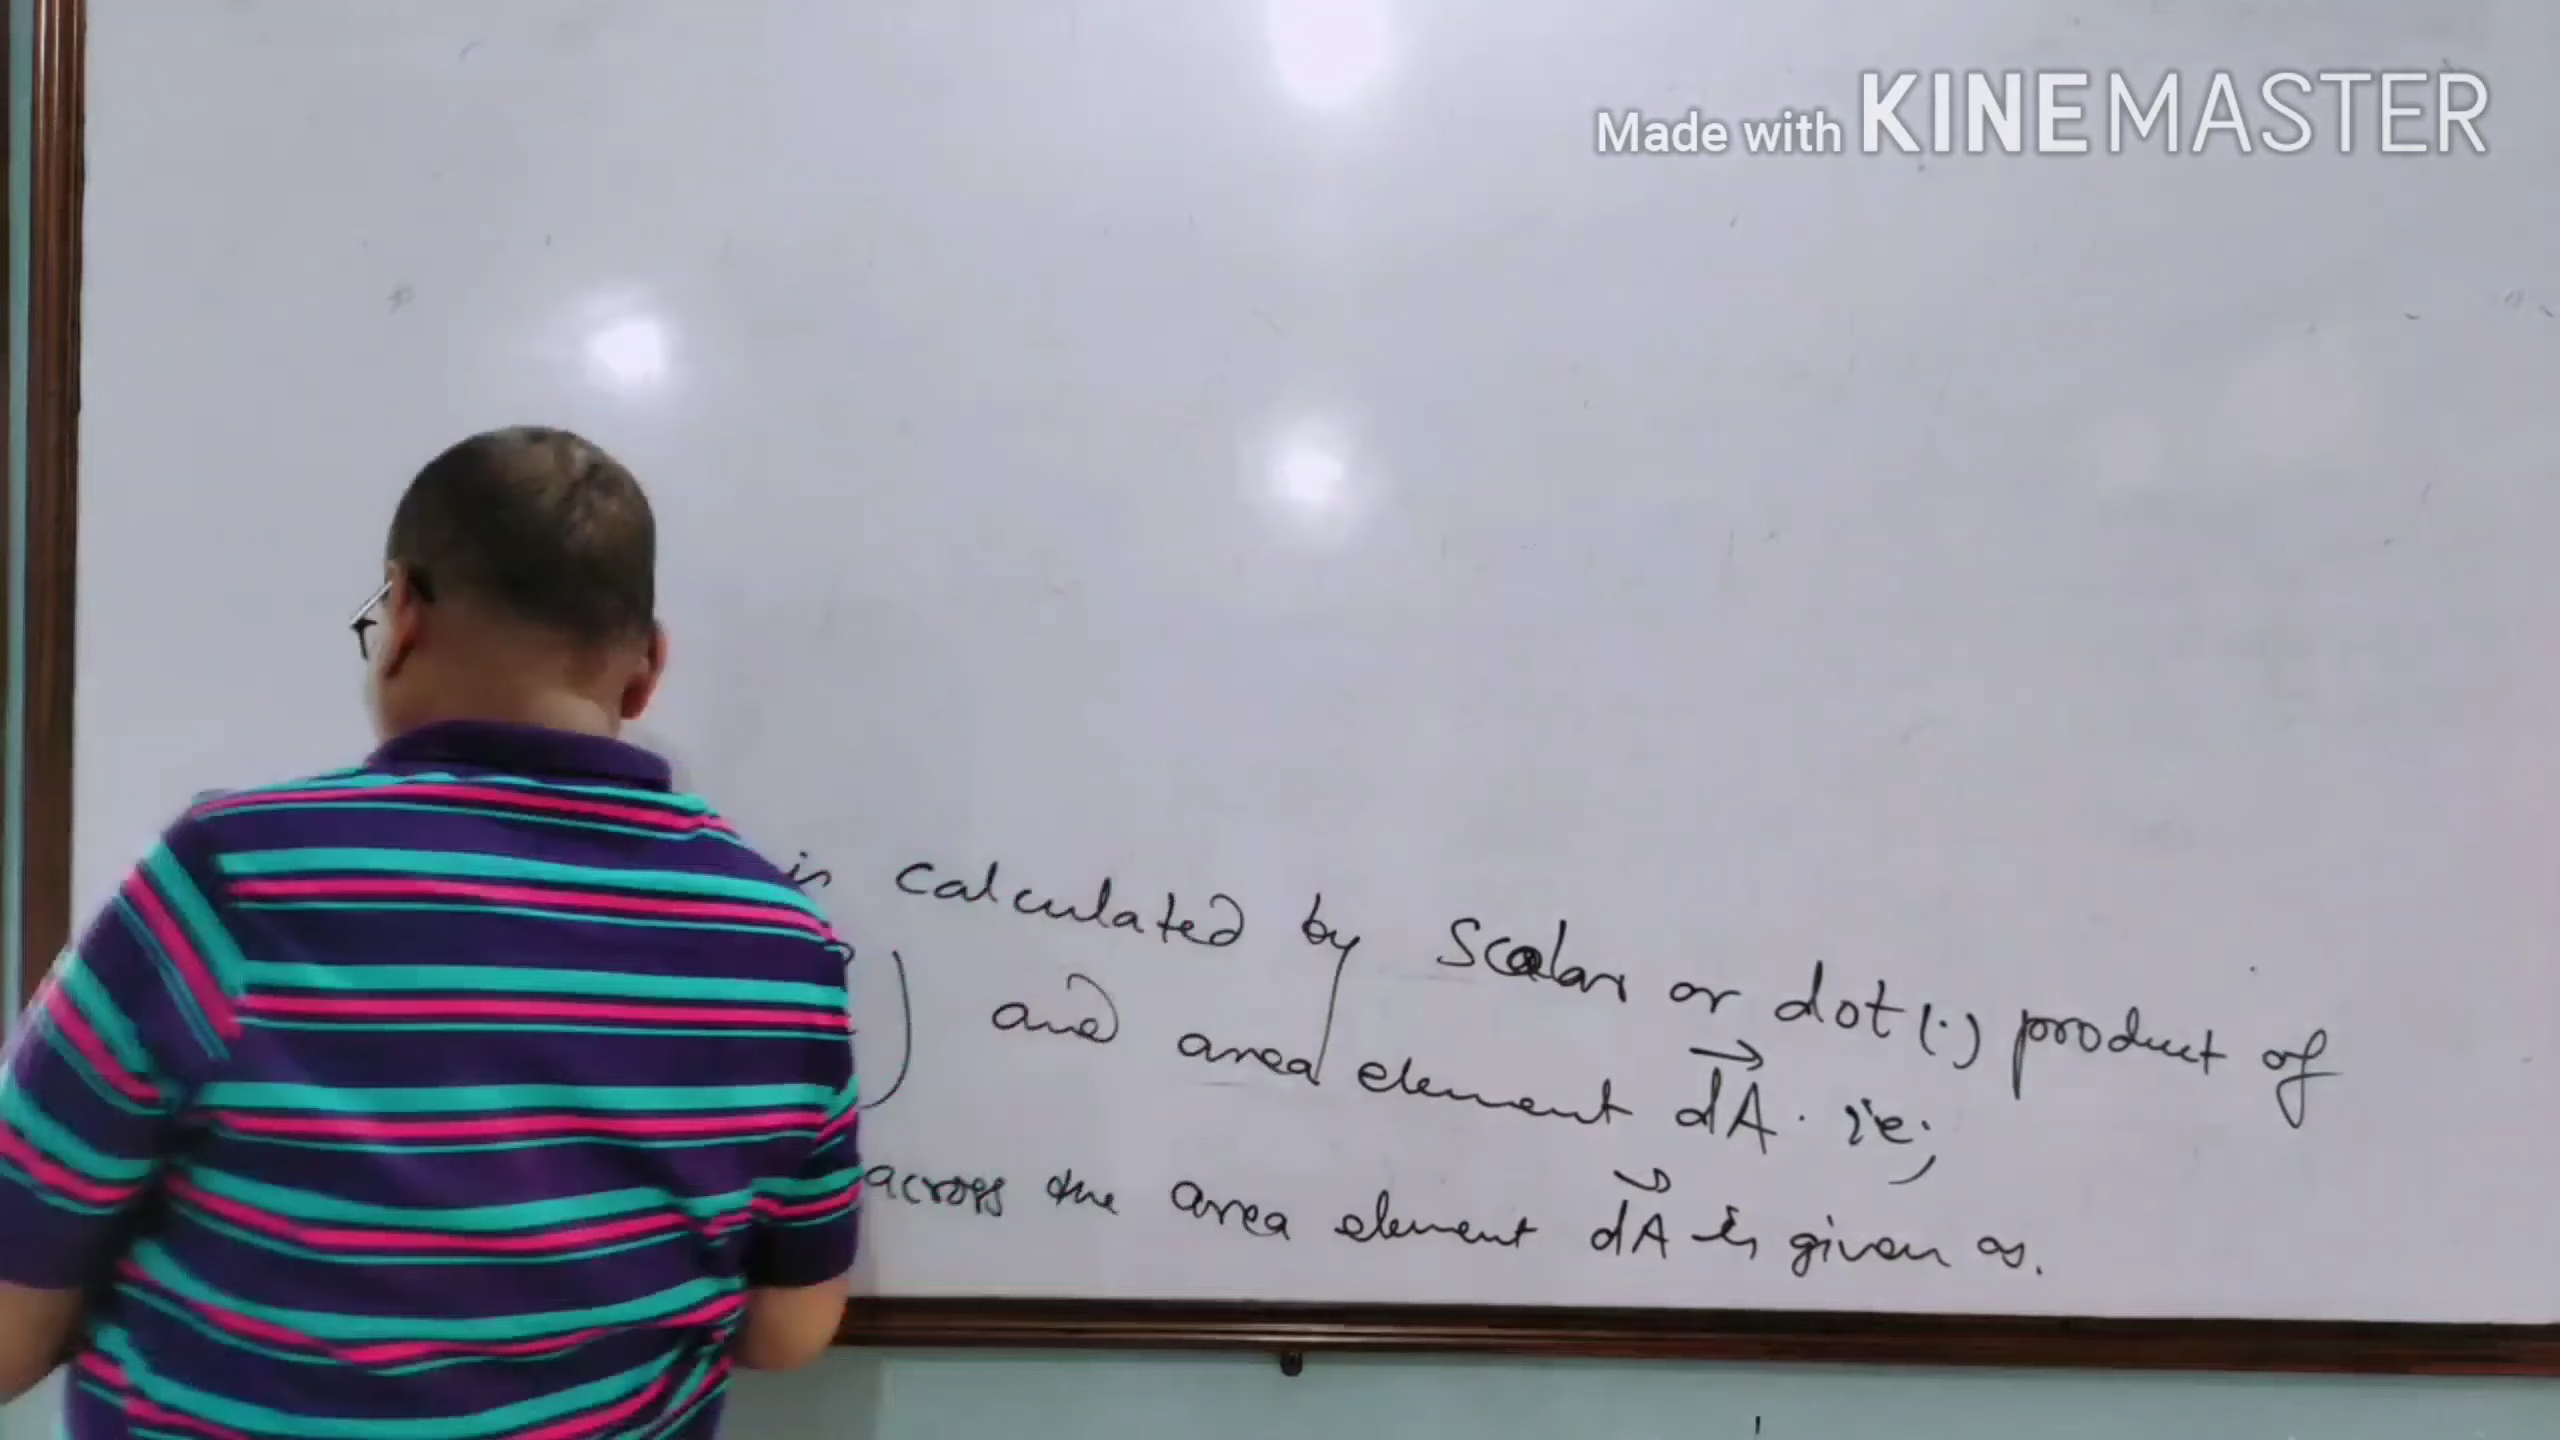 Made with KINEMASTER
is calculated by Scalar or dot(.) product of
) and area element dA. ie;
across the area element dA is given as.